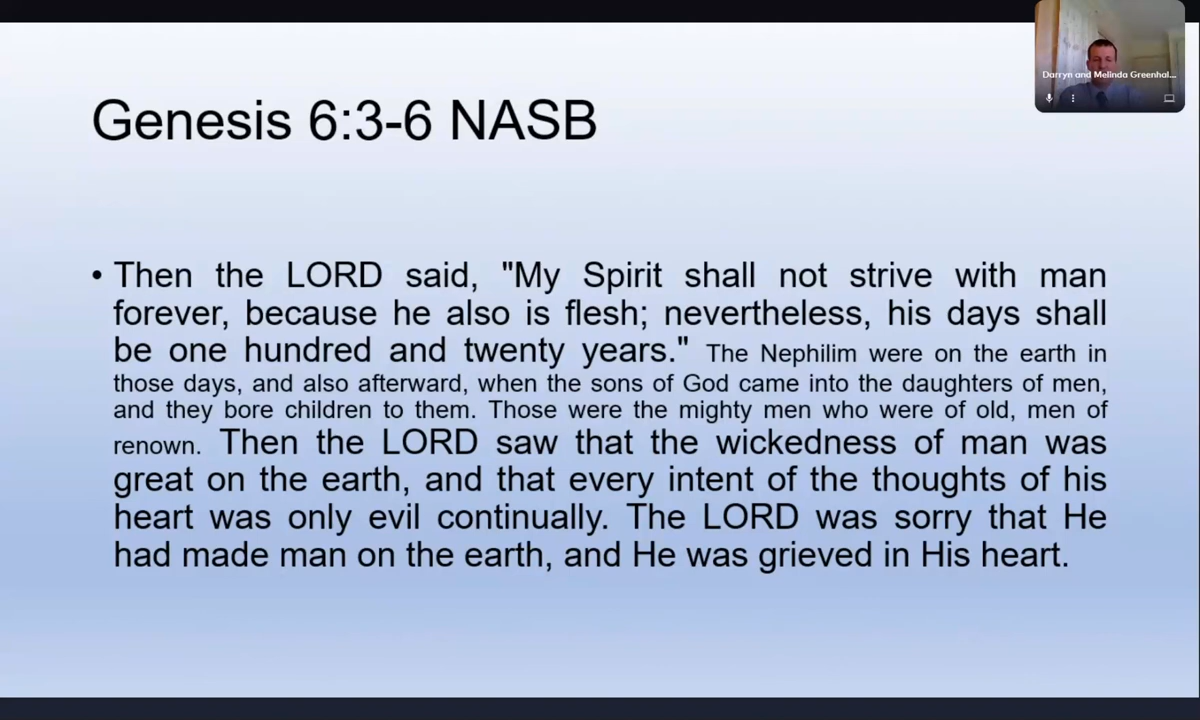 Darryn and Melinda Greenhal...
Genesis 6:3-6 NASB
• Then the LORD said, "My Spirit shall not strive with man
forever, because he also is flesh; nevertheless, his days shall
be one hundred and twenty years." The Nephilim were on the earth in
those days, and also afterward, when the sons of God came into the daughters of men,
and they bore children to them. Those were the mighty men who were of old, men of
renown. Then the LORD saw that the wickedness of man was
great on the earth, and that every intent of the thoughts of his
heart was only evil continually. The LORD was sorry that He
had made man on the earth, and He was grieved in His heart.